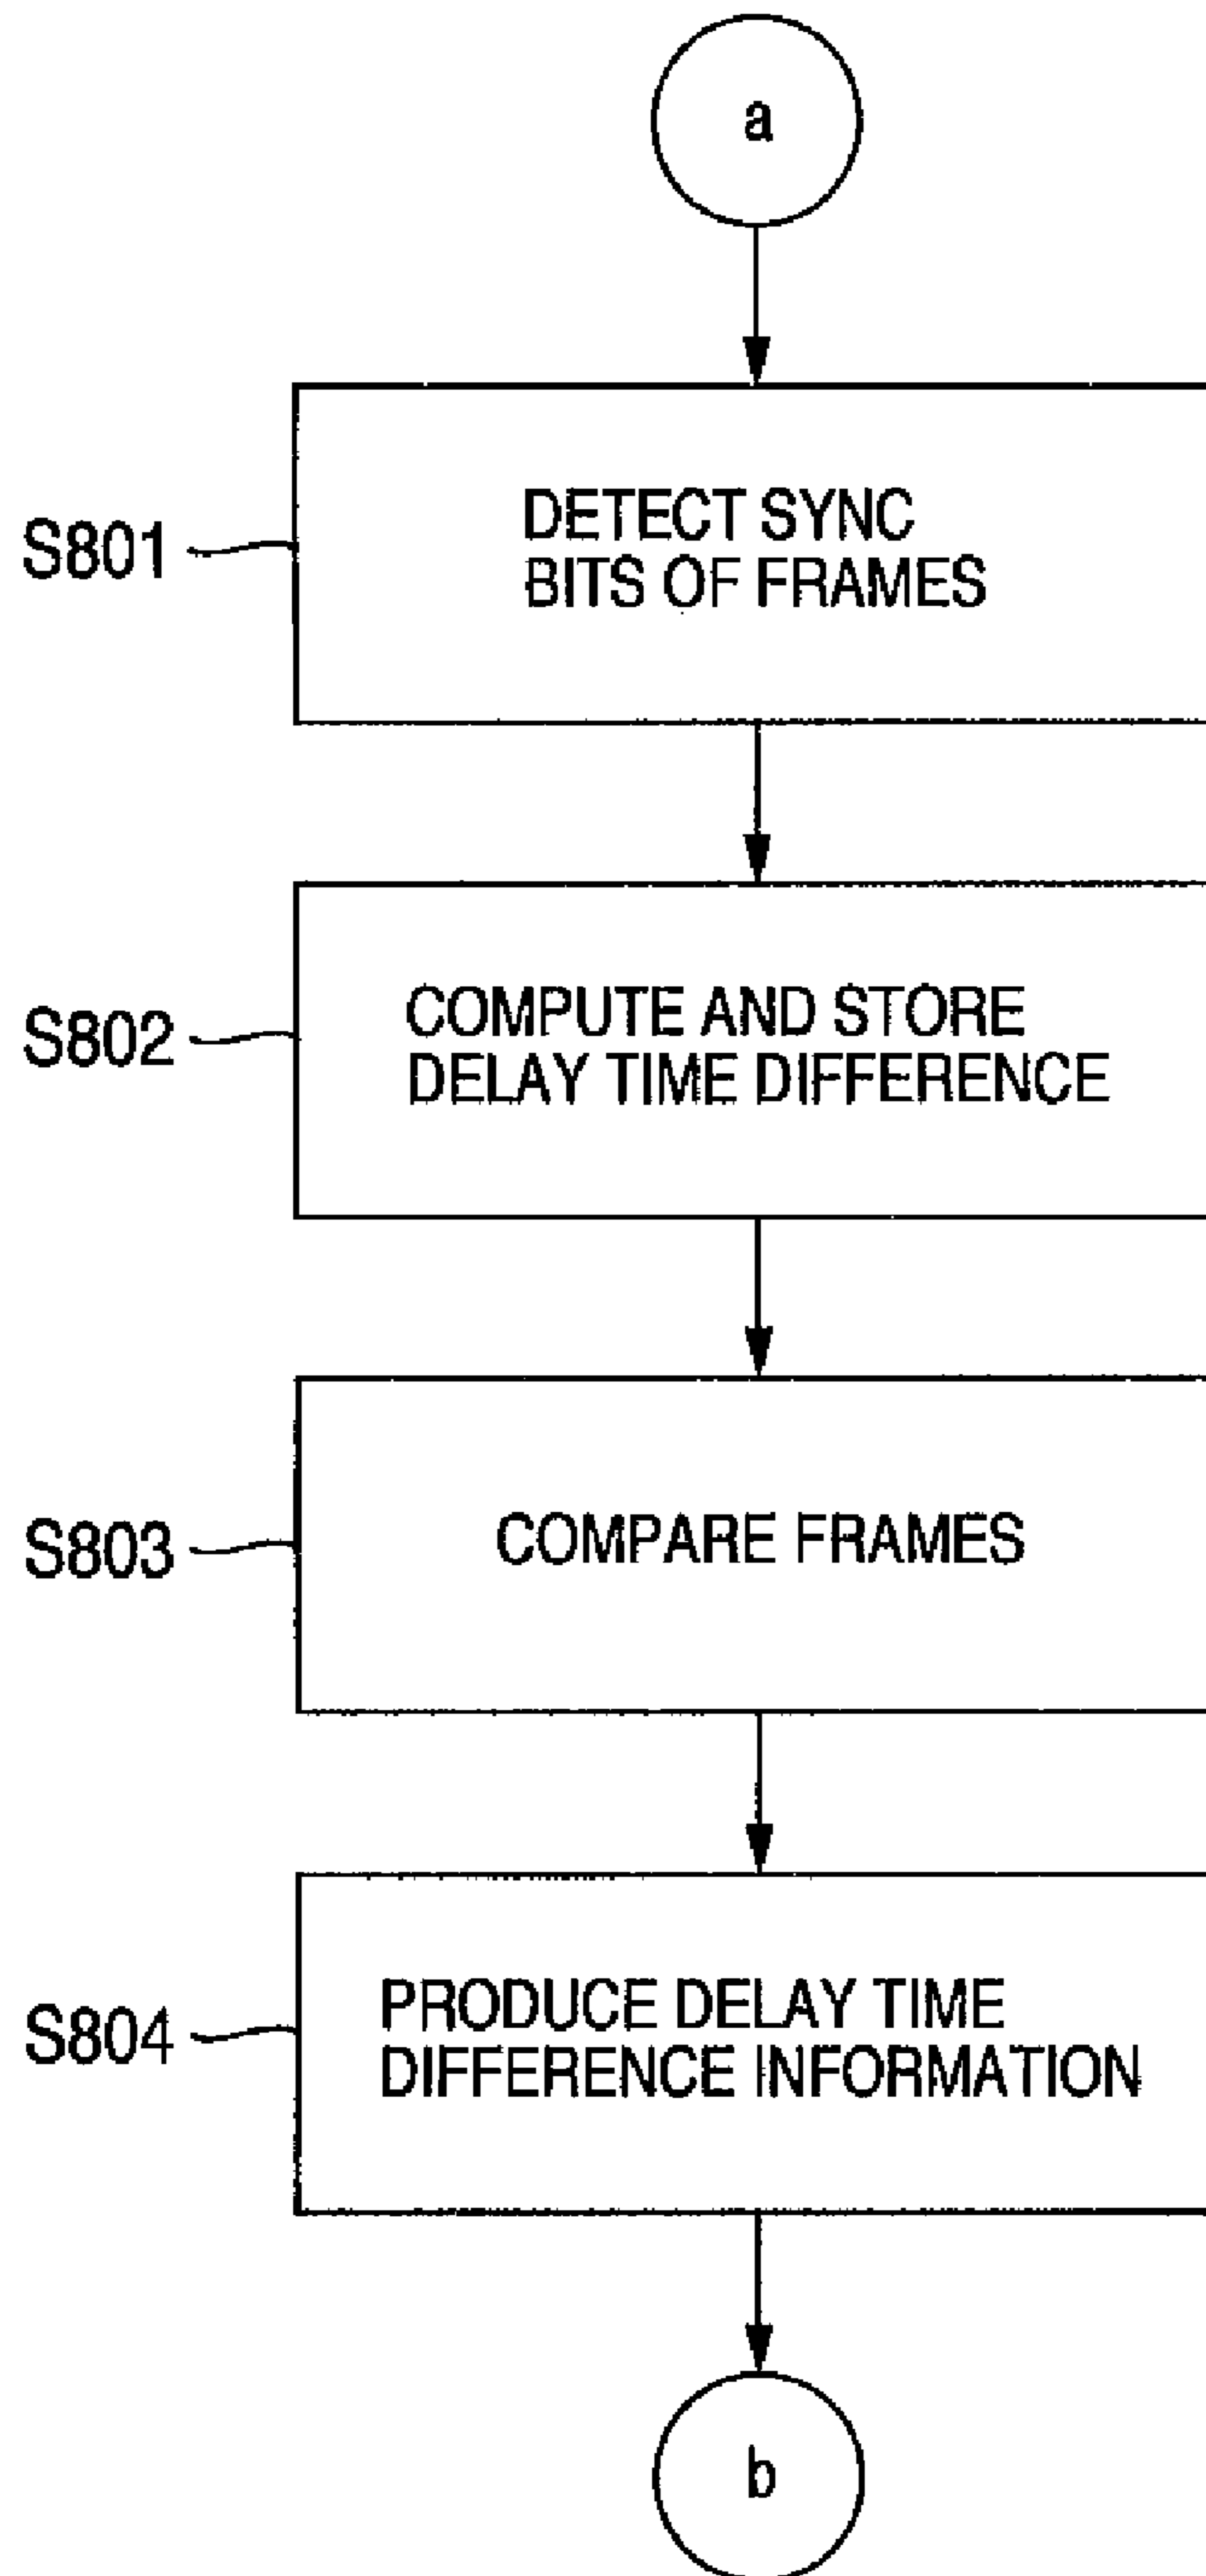 a
S801
DETECT SYNC
BITS OF FRAMES
S802
COMPUTE AND STORE
DELAY TIME DIFFERENCE
S803
COMPARE FRAMES
S804
PRODUCE DELAY TIME
DIFFERENCE INFORMATION
b